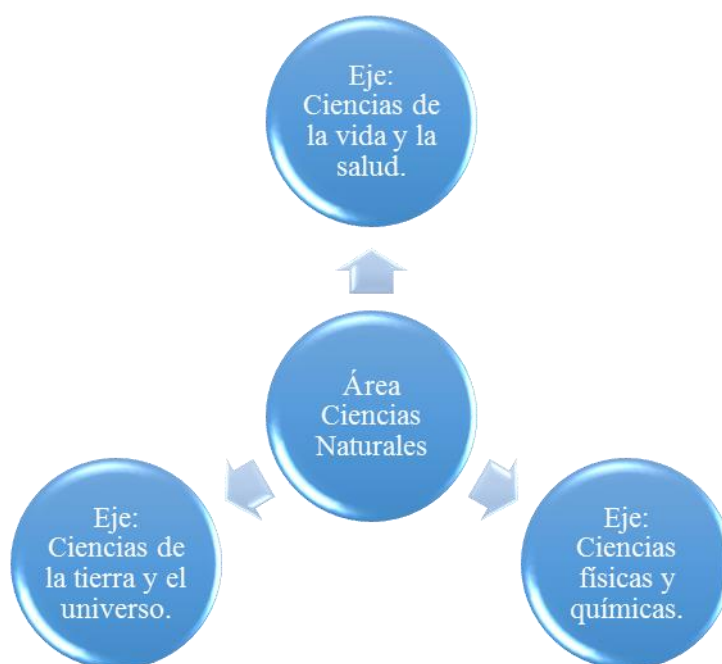 Eje:
Ciencias de
la vida y la
salud.
Área
Ciencias
Naturales
Eje:
Ciencias de
la tierra y el
universo.
Eje:
Ciencias
físicas y
químicas.